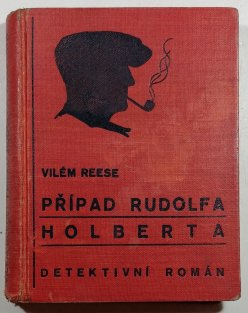 VILÉM REESE
PŘÍPAD RUDOLFA
HOLBERTA
DETEKTIVNÍ ROMÁN